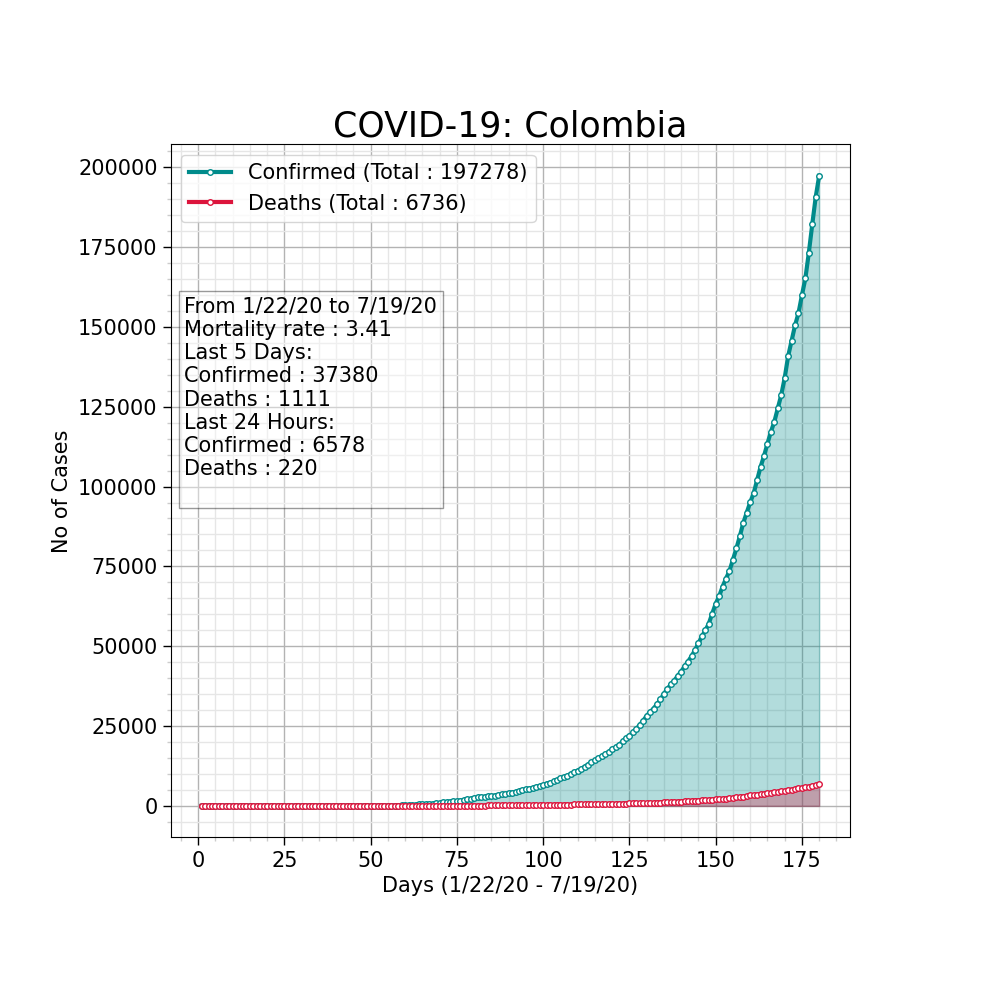 COVID-19: Colombia
Confirmed (Total : 197278)
Deaths (Total : 6736)
From 1/22/20 to 7/19/20
Mortality rate : 3.41
Last 5 Days:
Confirmed : 37380
Deaths : 1111
Last 24 Hours:
Confirmed : 6578
Deaths : 220
No of Cases
200000
175000
150000
125000
100000
75000
50000
25000
0
0 25 50 75 100 125 150 175
Days (1/22/20 - 7/19/20)